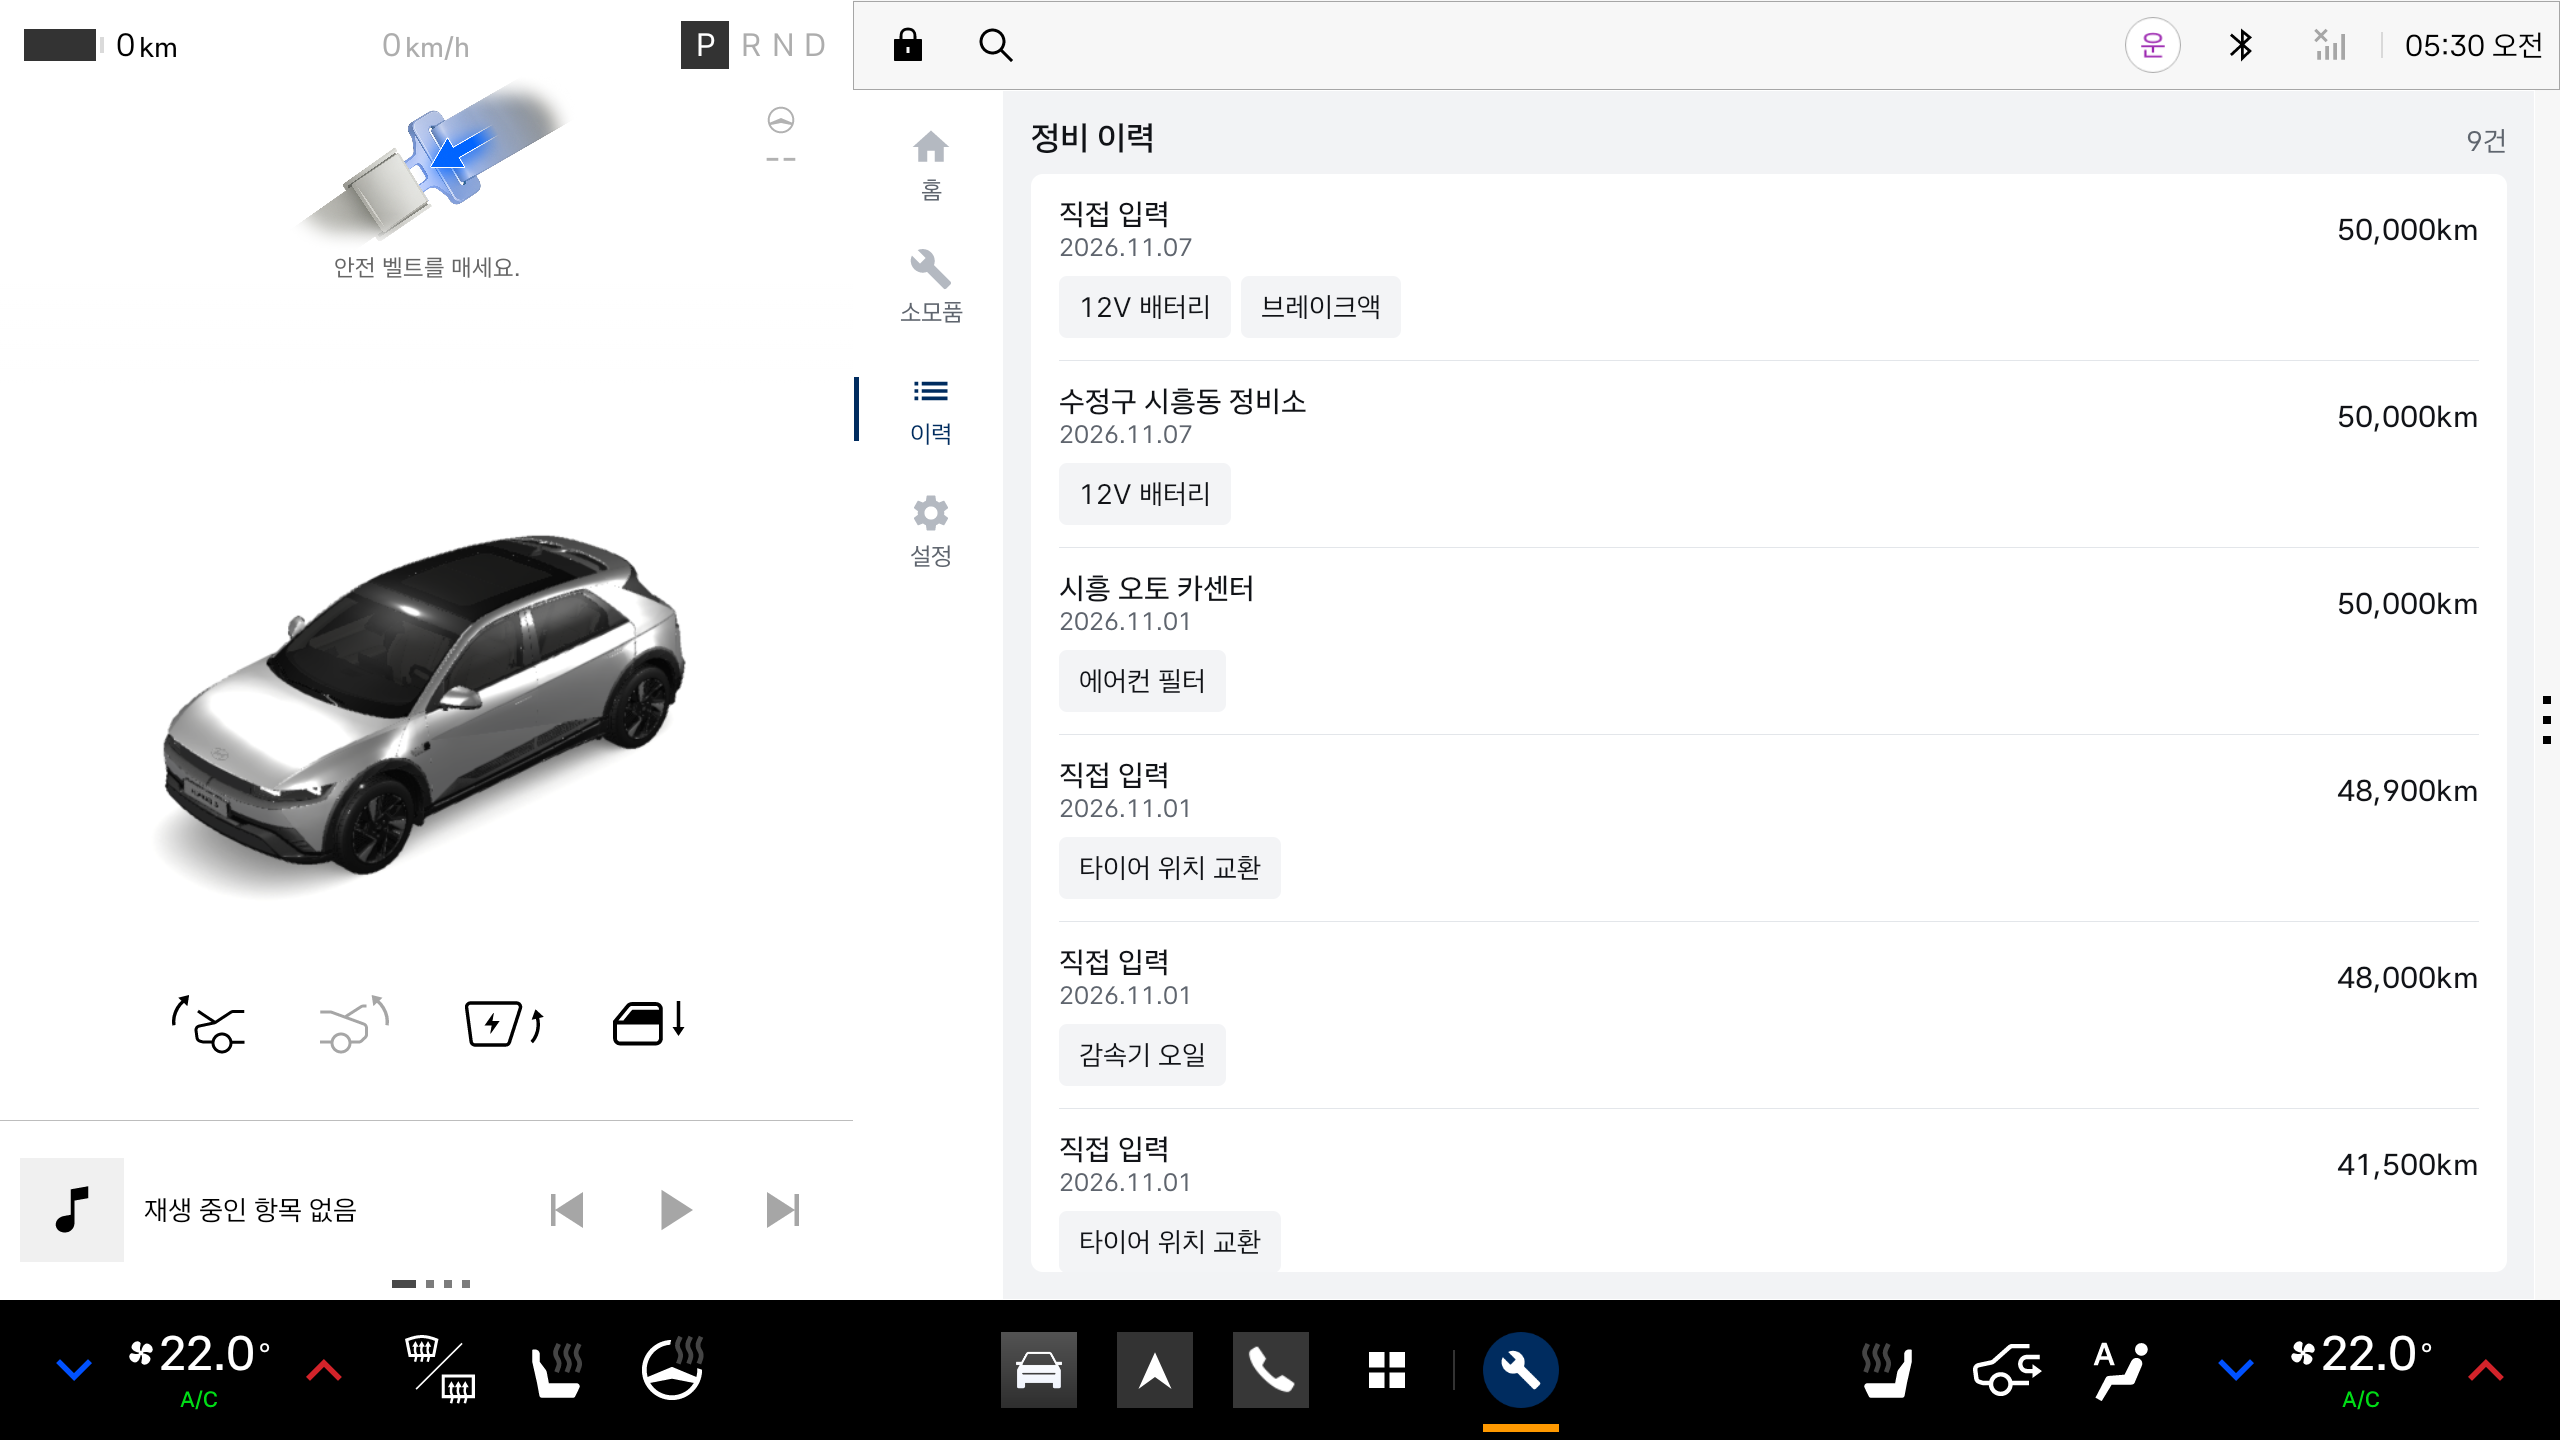 0 km
0 km/h
P R N D
안전 벨트를 매세요.
재생 중인 항목 없음
운
05:30 오전
홈
소모품
이력
설정
정비 이력
9건
직접 입력
2026.11.07
50,000km
12V 배터리
브레이크액
수정구 시흥동 정비소
2026.11.07
50,000km
12V 배터리
시흥 오토 카센터
2026.11.01
50,000km
에어컨 필터
직접 입력
2026.11.01
48,900km
타이어 위치 교환
직접 입력
2026.11.01
48,000km
감속기 오일
직접 입력
2026.11.01
41,500km
타이어 위치 교환
22.0°
A/C
A
22.0°
A/C